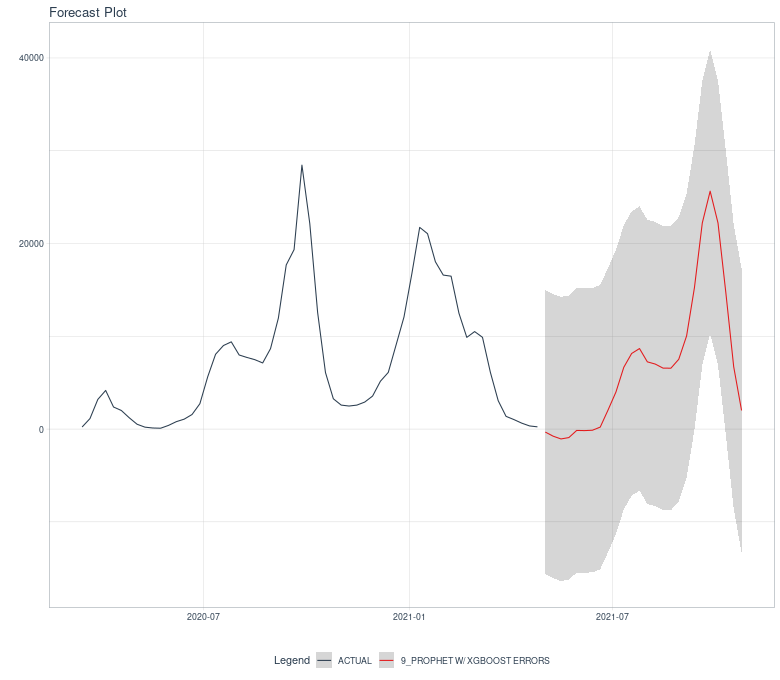 Forecast Plot
40000
20000
0
2020-07
2021-01
2021-07
Legend
ACTUAL
9_PROPHET W/ XGBOOST ERRORS